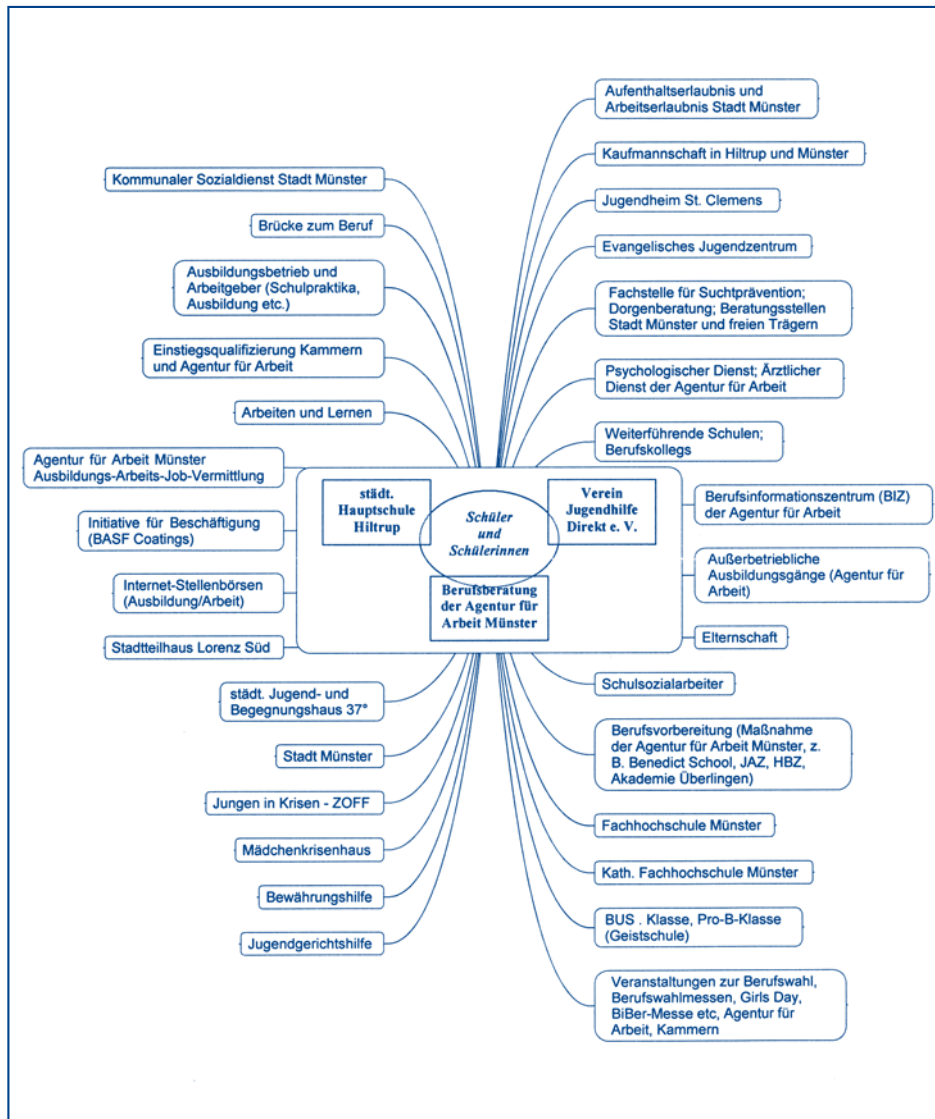 Kommunaler Sozialdienst Stadt Münster
Brücke zum Beruf
Ausbildungsbetrieb und
Arbeitgeber (Schulpraktika,
Ausbildung etc.)
Einstiegsqualifizierung Kammern
und Agentur für Arbeit
Arbeiten und Lernen
Agentur für Arbeit Münster
Ausbildungs-Arbeits-Job-Vermittlung
Initiative für Beschäftigung
(BASF Coatings)
Internet-Stellenbörsen
(Ausbildung/Arbeit)
Stadtteilhaus Lorenz Süd
städt. Jugend- und
Begegnungshaus 37°
Stadt Münster
Jungen in Krisen - ZOFF
Mädchenkrisenhaus
Bewährungshilfe
Jugendgerichtshilfe
städt.
Hauptschule
Hiltrup
Schüler
und
Schülerinnen
Verein
Jugendhilfe
Direkt e. V.
Berufsberatung
der Agentur für
Arbeit Münster
Aufenthaltserlaubnis und
Arbeitserlaubnis Stadt Münster
Kaufmannschaft in Hiltrup und Münster
Jugendheim St. Clemens
Evangelisches Jugendzentrum
Fachstelle für Suchtprävention;
Dorgenberatung; Beratungsstellen
Stadt Münster und freien Trägern
Psychologischer Dienst; Ärztlicher
Dienst der Agentur für Arbeit
Weiterführende Schulen;
Berufskollegs
Berufsinformationszentrum (BIZ)
der Agentur für Arbeit
Außerbetriebliche
Ausbildungsgänge (Agentur für
Arbeit)
Elternschaft
Schulsozialarbeiter
Berufsvorbereitung (Maßnahme
der Agentur für Arbeit Münster, z.
B. Benedict School, JAZ, HBZ,
Akademie Überlingen)
Fachhochschule Münster
Kath. Fachhochschule Münster
BUS . Klasse, Pro-B-Klasse
(Geistschule)
Veranstaltungen zur Berufswahl,
Berufswahlmessen, Girls Day,
BiBer-Messe etc, Agentur für
Arbeit, Kammern